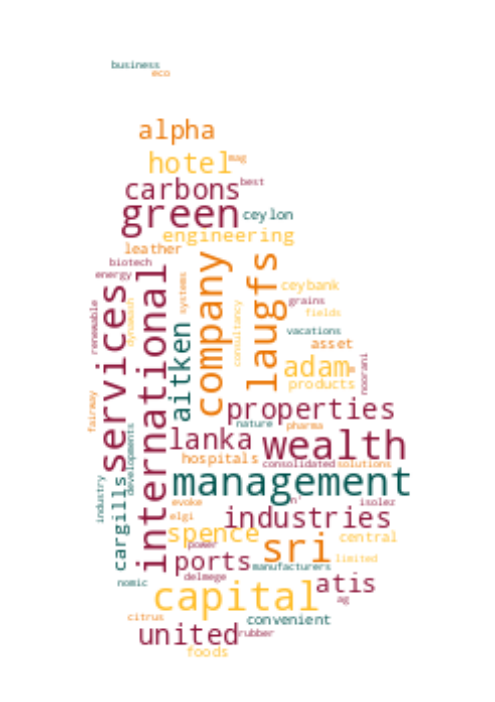 business
eco
alpha
hotel
mag
carbons
best
green
ceylon
engineering
leather
biotech
energy
services
international
company
laugfs
systems
ceybank
grains
fields
renewable
dynawash
consultancy
aitken
vacations
asset
adam
noorani
products
fairway
properties
nature
pharma
lanka
wealth
hospitals
consolidated
solutions
developments
industry
cargills
management
evoke
n'
isolez
elgi
industries
spence
power
sri
central
limited
ports
manufacturers
delmege
nomic
atis
capital
ag
citrus
convenient
united
rubber
foods